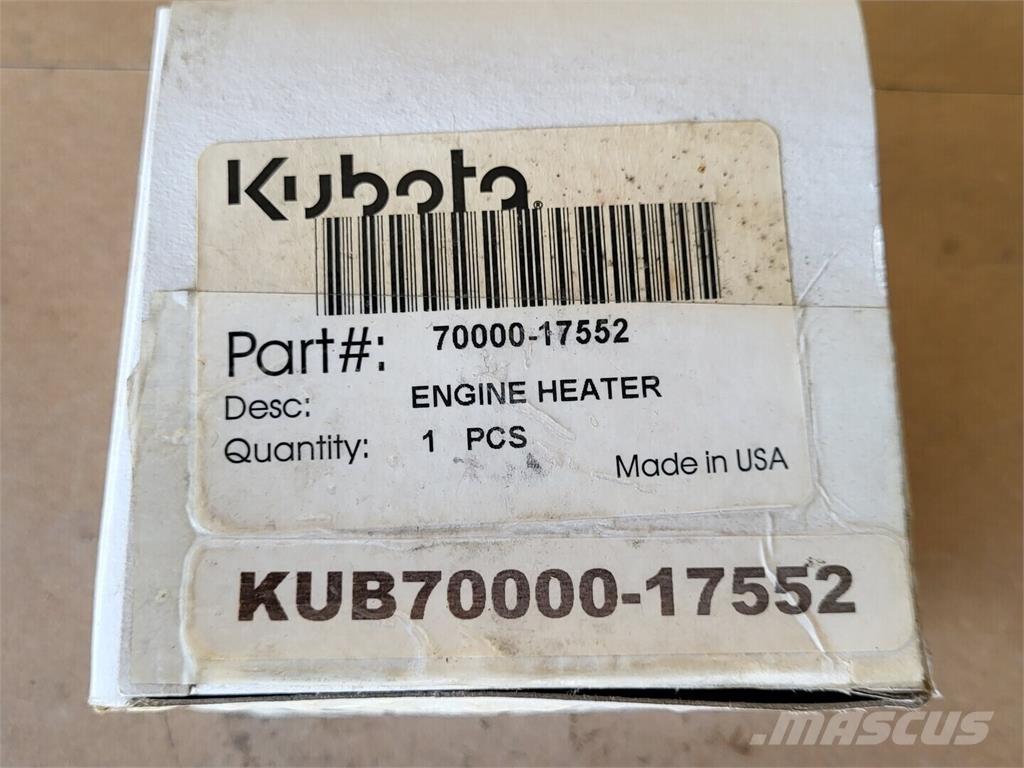 Kubota®
Part#: 70000-17552
Desc: ENGINE HEATER
Quantity: 1 PCS
Made in USA
KUB70000-17552
MASCUS